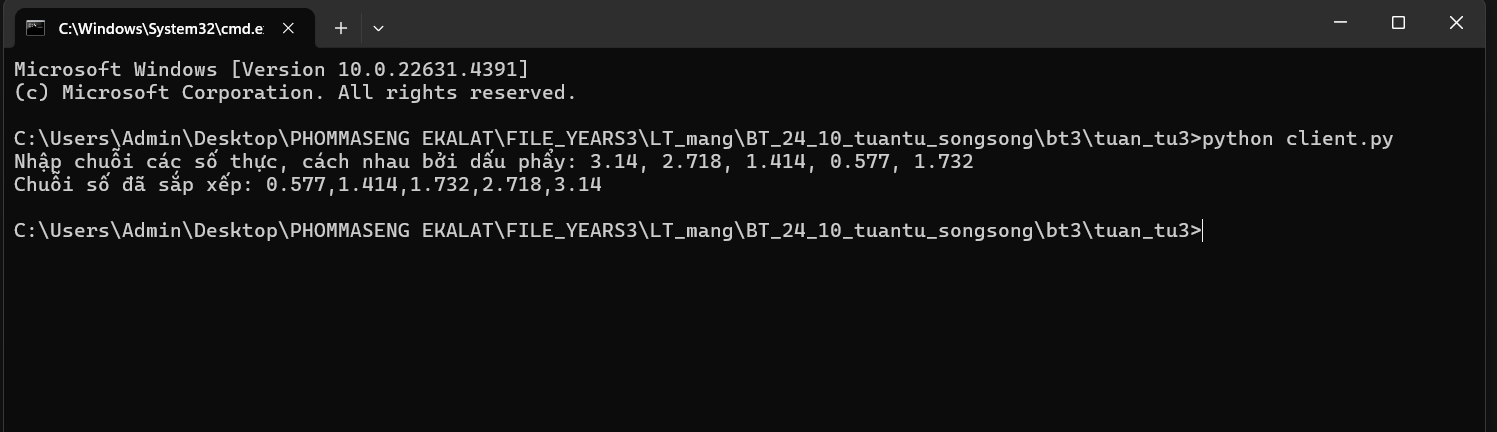 C:\Windows\System32\cmd.e
Microsoft Windows [Version 10.0.22631.4391]
(c) Microsoft Corporation. All rights reserved.
C:\Users\Admin\Desktop\PHOMMASENG EKALAT\FILE_YEARS3\LT_mang\BT_24_10_tuantu_songsong\bt3\tuan_tu3>python client.py
Nhập chuỗi các số thực, cách nhau bởi dấu phẩy: 3.14, 2.718, 1.414, 0.577, 1.732
Chuỗi số đã sắp xếp: 0.577,1.414,1.732,2.718,3.14
C:\Users\Admin\Desktop\PHOMMASENG EKALAT\FILE_YEARS3\LT_mang\BT_24_10_tuantu_songsong\bt3\tuan_tu3>